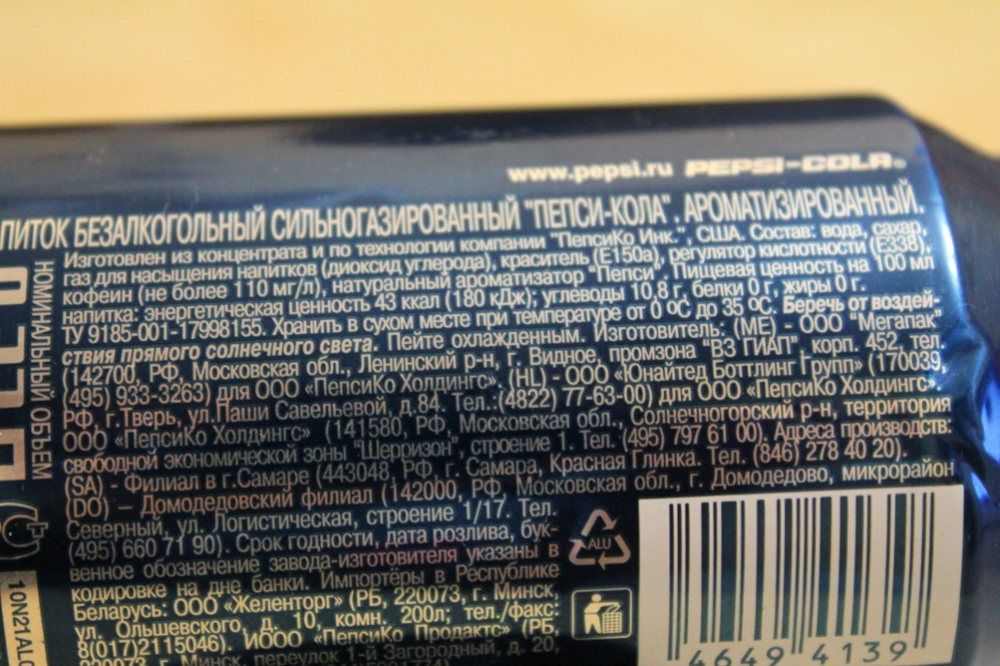 www.pepsi.ru PEPSI-COLA®
ПИТОК БЕЗАЛКОГОЛЬНЫЙ СИЛЬНОГАЗИРОВАННЫЙ "ПЕПСИ-КОЛА". АРОМАТИЗИРОВАННЫЙ.
Изготовлен из концентрата и по технологии компании "ПепсиКо Инк.", США. Состав: вода, сахар,
газ для насыщения напитков (диоксид углерода), краситель (Е150а), регулятор кислотности (Е338),
кофеин (не более 110 мг/л), натуральный ароматизатор "Пепси". Пищевая ценность на 100 мл
напитка: энергетическая ценность 43 ккал (180 кДж); углеводы 10,8 г, белки 0 г, жиры 0 г.
ТУ 9185-001-17998155. Хранить в сухом месте при температуре от 0 ºС до 35 ºС. Беречь от воздей-
ствия прямого солнечного света. Пейте охлажденным. Изготовитель: (МЕ) - ООО "Мегапак"
(142700, РФ, Московская обл., Ленинский р-н, г. Видное, промзона "ВЗ ГИАП", корп. 452, тел.
(495) 933-3263) для ООО «ПепсиКо Холдингс». (HL) - ООО «Юнайтед Боттлинг Групп» (170039,
РФ, г.Тверь, ул.Паши Савельевой, д.84. Тел.:(4822) 77-63-00) для ООО «ПепсиКо Холдингс».
ООО «ПепсиКо Холдингс» (141580, РФ, Московская обл., Солнечногорский р-н, территория
свободной экономической зоны "Шерризон", строение 1. Тел. (495) 797 61 00). Адреса производств:
(SA) - Филиал в г.Самаре (443048, РФ, г. Самара, Красная Глинка. Тел. (846) 278 40 20).
(DO) – Домодедовский филиал (142000, РФ, Московская обл., г. Домодедово, микрорайон
Северный, ул. Логистическая, строение 1/17. Тел.
(495) 660 71 90). Срок годности, дата розлива, бук-
венное обозначение завода-изготовителя указаны в
кодировке на дне банки. Импортёры в Республике
Беларусь: ООО «Желенторг» (РБ, 220073, г. Минск,
ул. Ольшевского, д. 10, комн. 200л; тел./факс:
8(017)2115046). ИООО «ПепсиКо Продактс» (РБ,
220073, г. Минск, переулок 1-й Загородный, д. 20,
НОМИНАЛЬНЫЙ ОБЪЕМ
10N21ALC
ALU
4649 4139